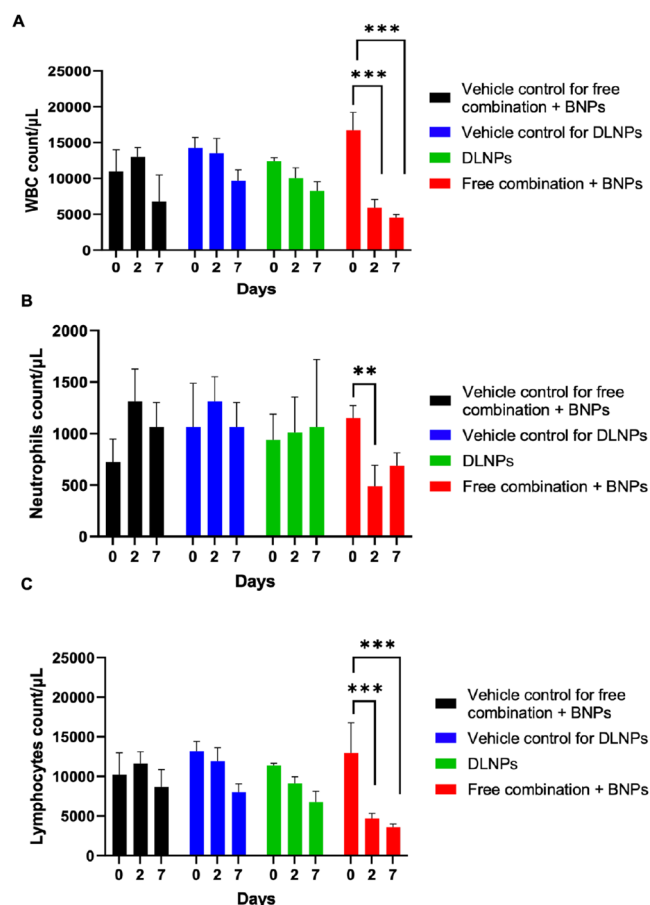 A
WBC count/µL
25000
20000
15000
10000
5000
0
0 2 7 0 2 7 0 2 7 0 2 7
Days
***
***
Vehicle control for free
combination + BNPs
Vehicle control for DLNPs
DLNPs
Free combination + BNPs
B
Neutrophils count/µL
2000
1500
1000
500
0
0 2 7 0 2 7 0 2 7 0 2 7
Days
**
Vehicle control for free
combination + BNPs
Vehicle control for DLNPs
DLNPs
Free combination + BNPs
C
Lymphocytes count/µL
25000
20000
15000
10000
5000
0
0 2 7 0 2 7 0 2 7 0 2 7
Days
***
***
Vehicle control for free
combination + BNPs
Vehicle control for DLNPs
DLNPs
Free combination + BNPs